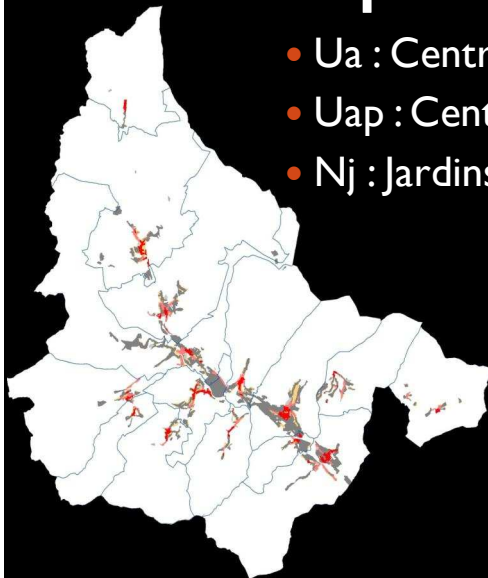 • Ua : Centr
• Uap : Cent
• Nj : Jardins